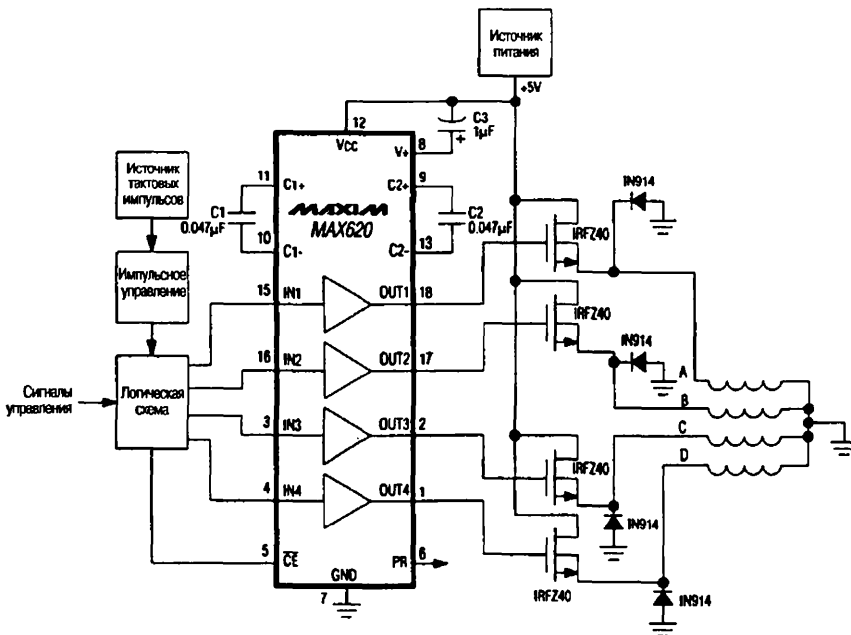 Источник
питания
+5V
12
VCC
C3
1μF
+
8
V+
Источник
тактовых
импульсов
11
C1+
C1
0.047μF
10
C1-
MAXIM
MAX620
9
C2+
C2
0.047μF
13
C2-
IN914
IRFZ40
Импульсное
управление
15
IN1
OUT1
18
IRFZ40
IN914
16
IN2
OUT2
17
Сигналы
управления
Логическая
схема
A
B
C
D
3
IN3
OUT3
2
IRFZ40
IN914
4
IN4
OUT4
1
5
CE
PR
6
GND
7
IRFZ40
IN914